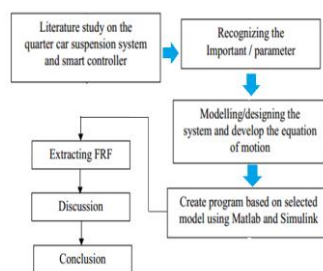 Literature study on the
quarter car suspension system
and smart controller
Recognizing the
Important / parameter
Modelling/designing the
system and develop the equation
of motion
Create program based on selected
model using Matlab and Simulink
Extracting FRF
Discussion
Conclusion